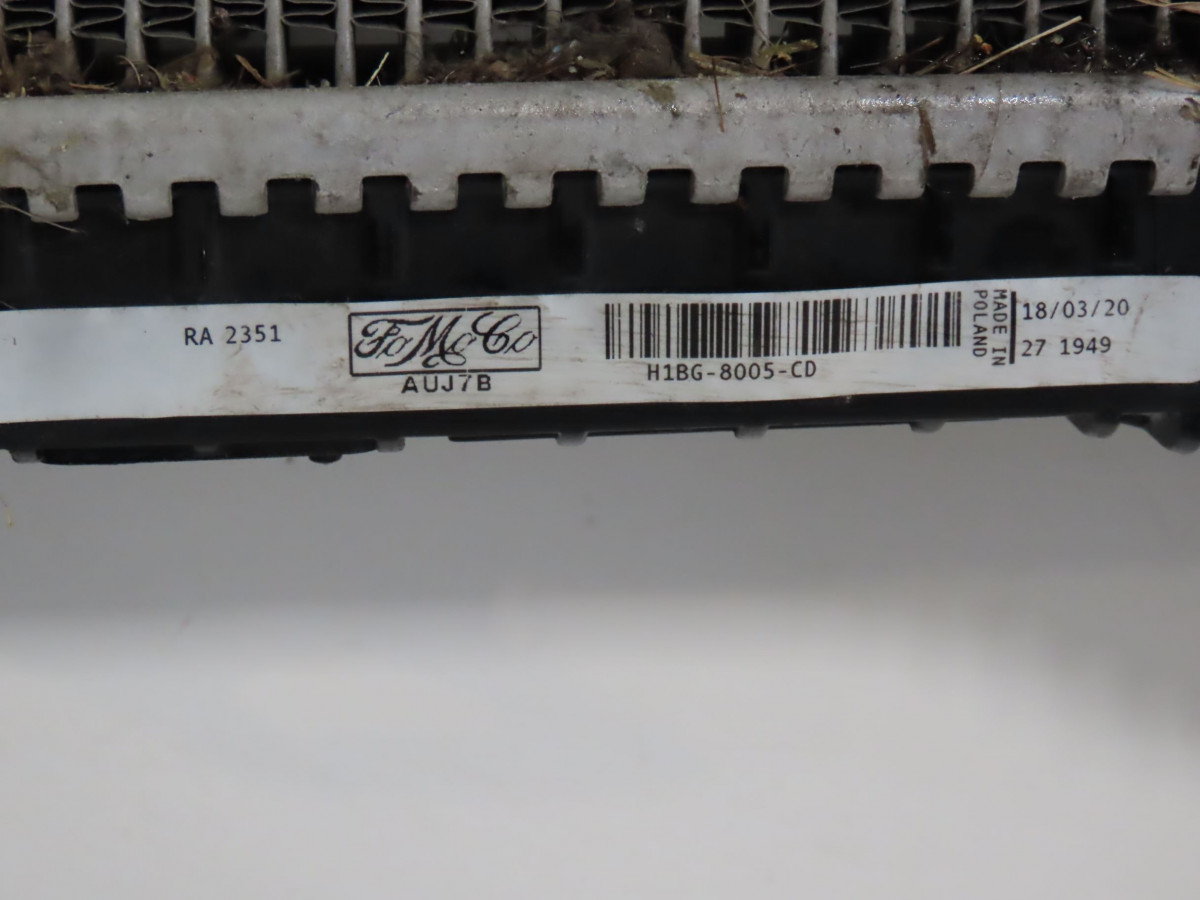 RA 2351
FoMoCo
AUJ7B
H1BG-8005-CD
MADE IN
POLAND
18/03/20
27 1949